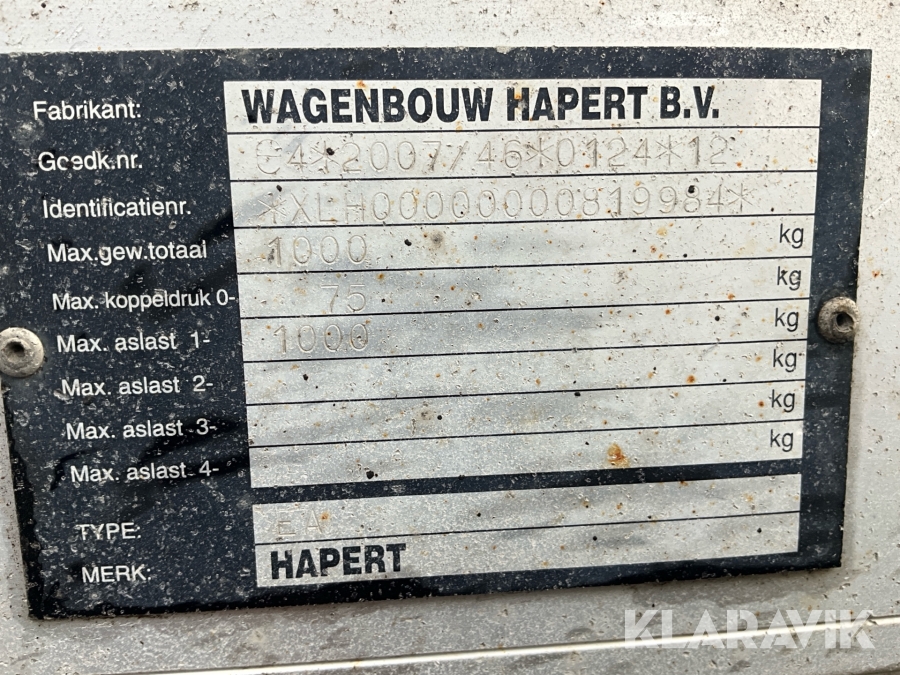 Fabrikant: WAGENBOUW HAPERT B.V.
Goedk.nr. e4*2007/46*0124*12
Identificatienr. *XLH00000000819984*
Max.gew.totaal 1000 kg
Max. koppeldruk 0- 75 kg
Max. aslast 1- 1000 kg
Max. aslast 2- kg
Max. aslast 3- kg
Max. aslast 4- kg
TYPE: EA
MERK: HAPERT
KLARAVIK